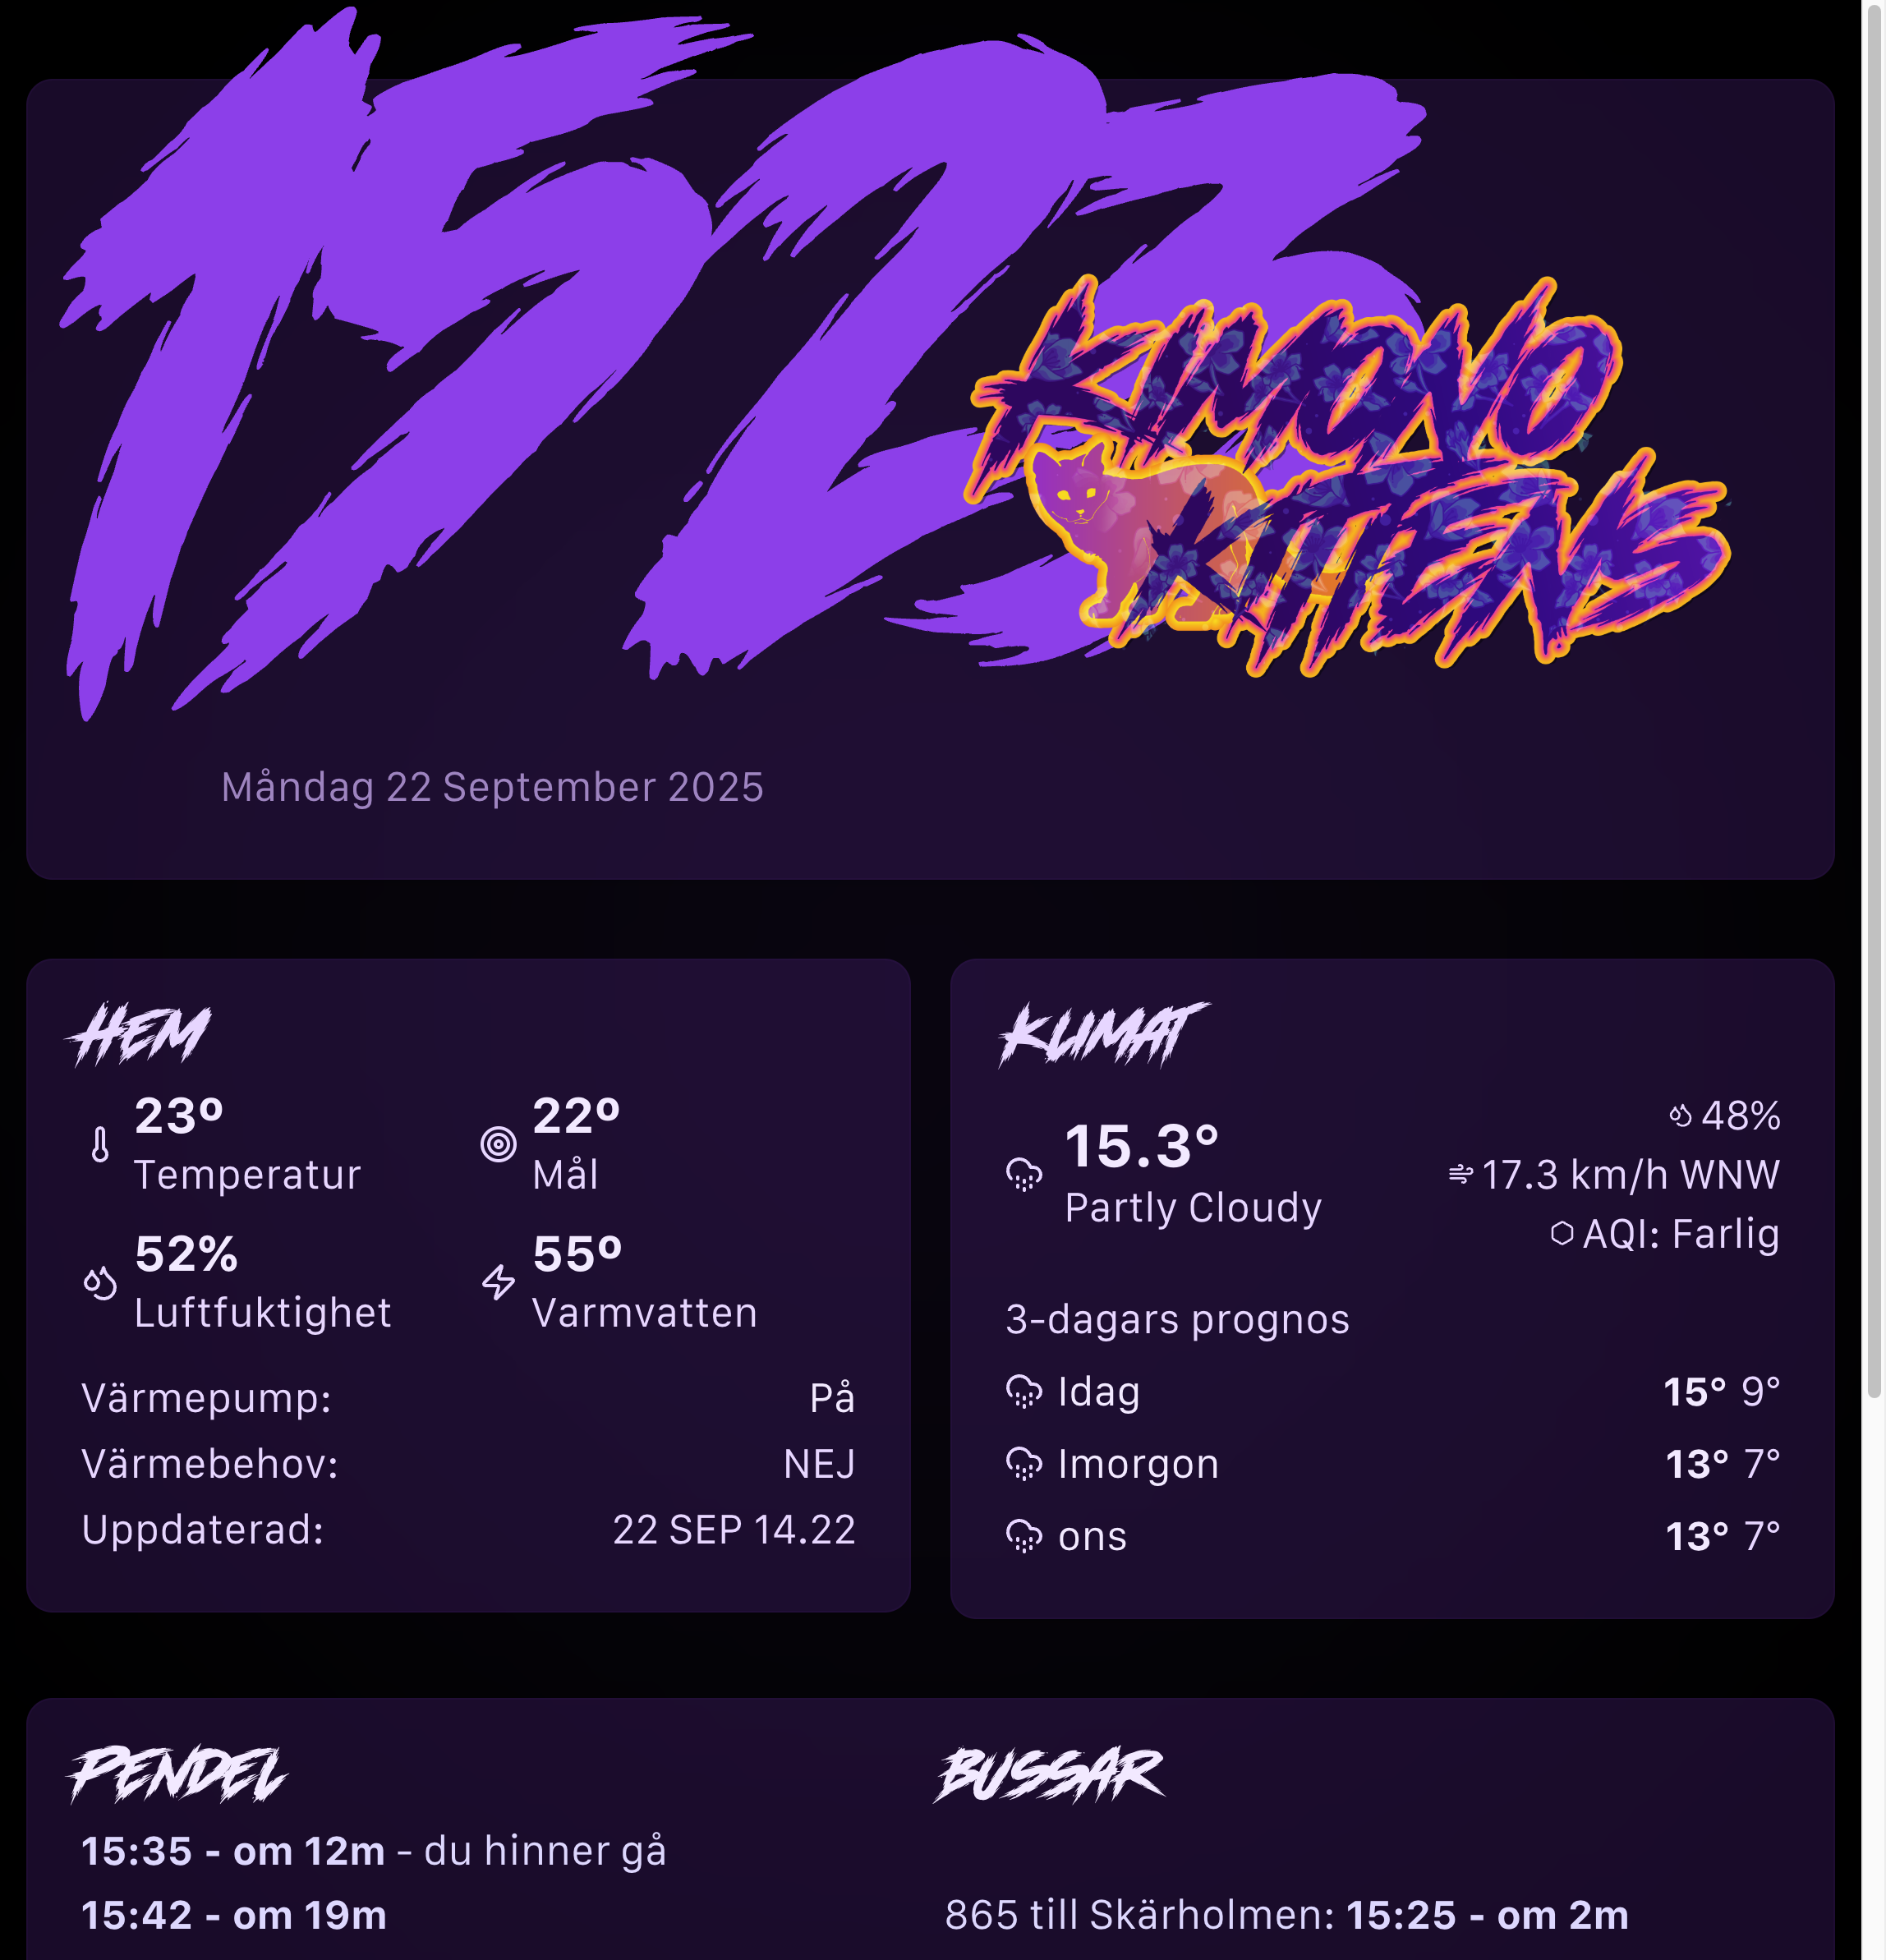 1523
KIMONO
KITTENS
Måndag 22 September 2025
HEM
23º
Temperatur
22º
Mål
52%
Luftfuktighet
55º
Varmvatten
Värmepump: På
Värmebehov: NEJ
Uppdaterad: 22 SEP 14.22
KLIMAT
15.3°
Partly Cloudy
48%
17.3 km/h WNW
AQI: Farlig
3-dagars prognos
Idag 15° 9°
Imorgon 13° 7°
ons 13° 7°
PENDEL
15:35 - om 12m - du hinner gå
15:42 - om 19m
BUSSAR
865 till Skärholmen: 15:25 - om 2m